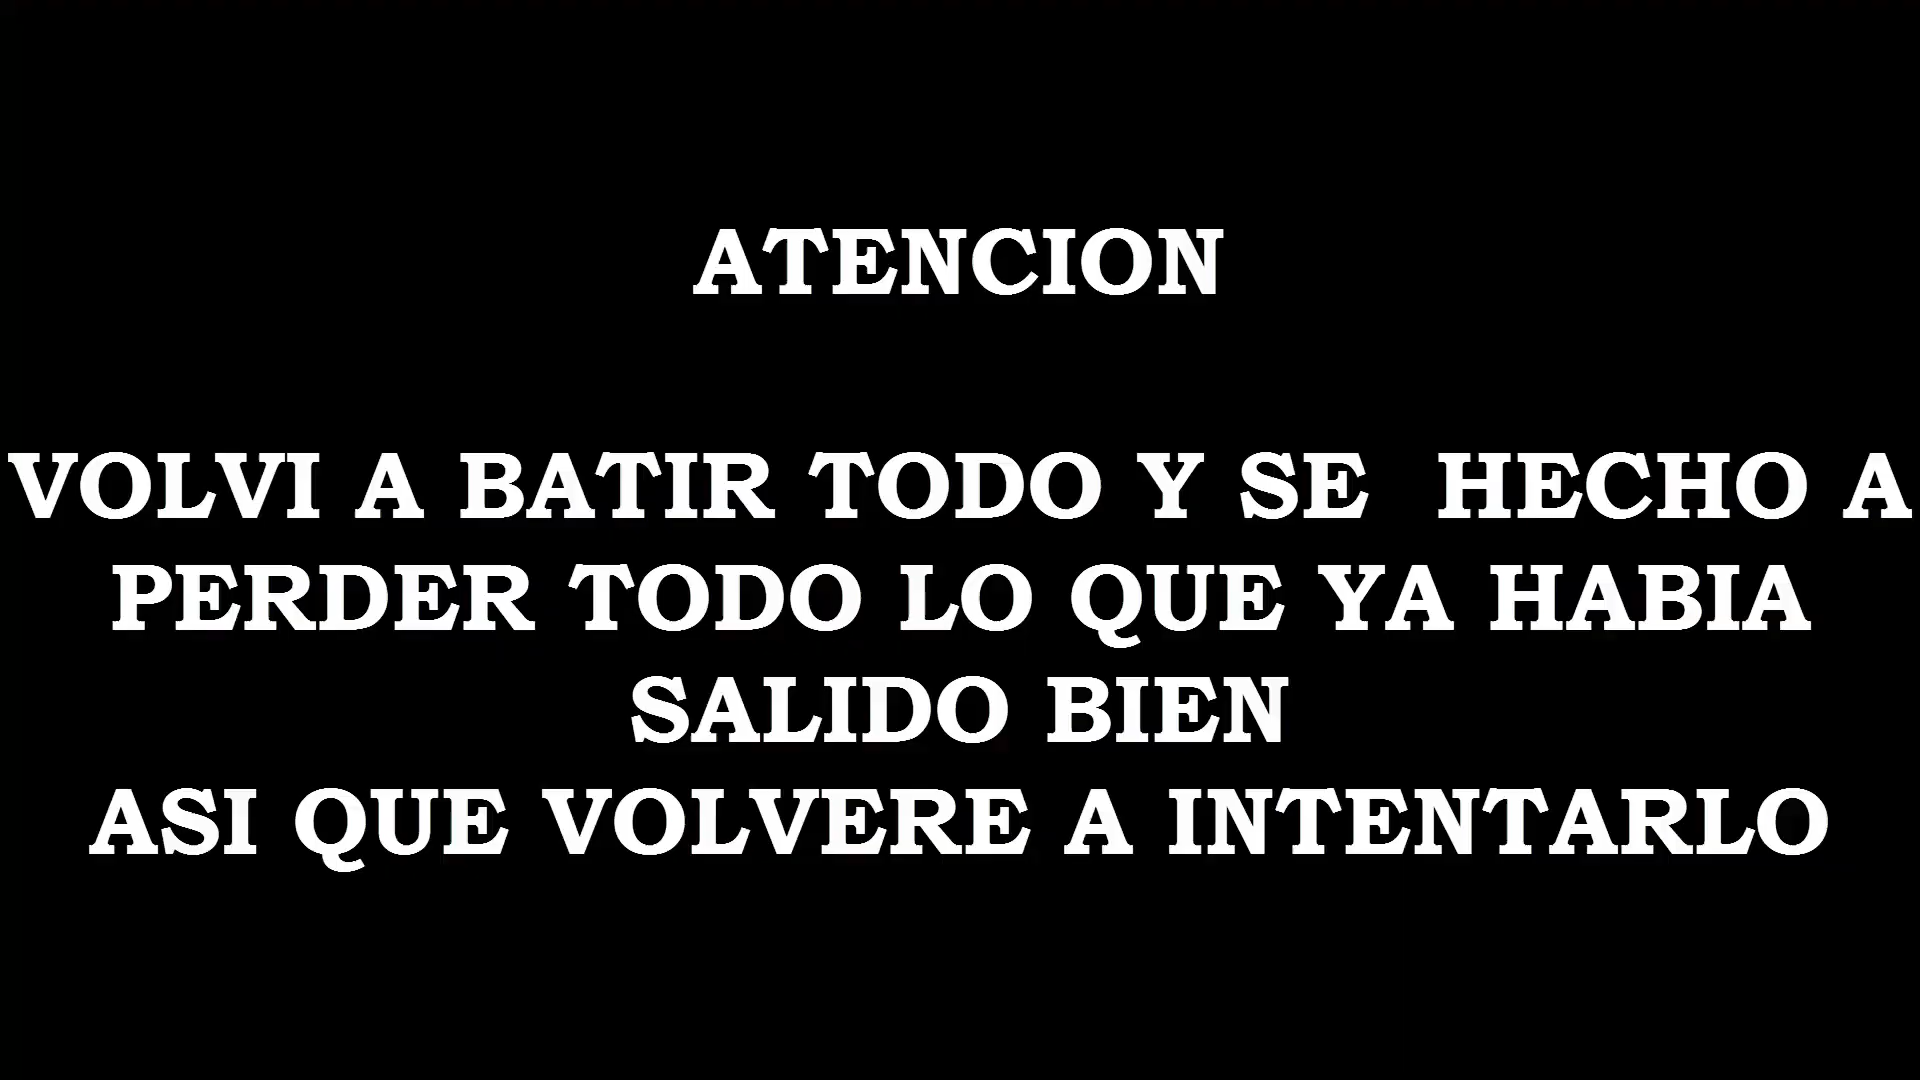 ATENCION
VOLVI A BATIR TODO Y SE  HECHO A
PERDER TODO LO QUE YA HABIA
SALIDO BIEN
ASI QUE VOLVERE A INTENTARLO